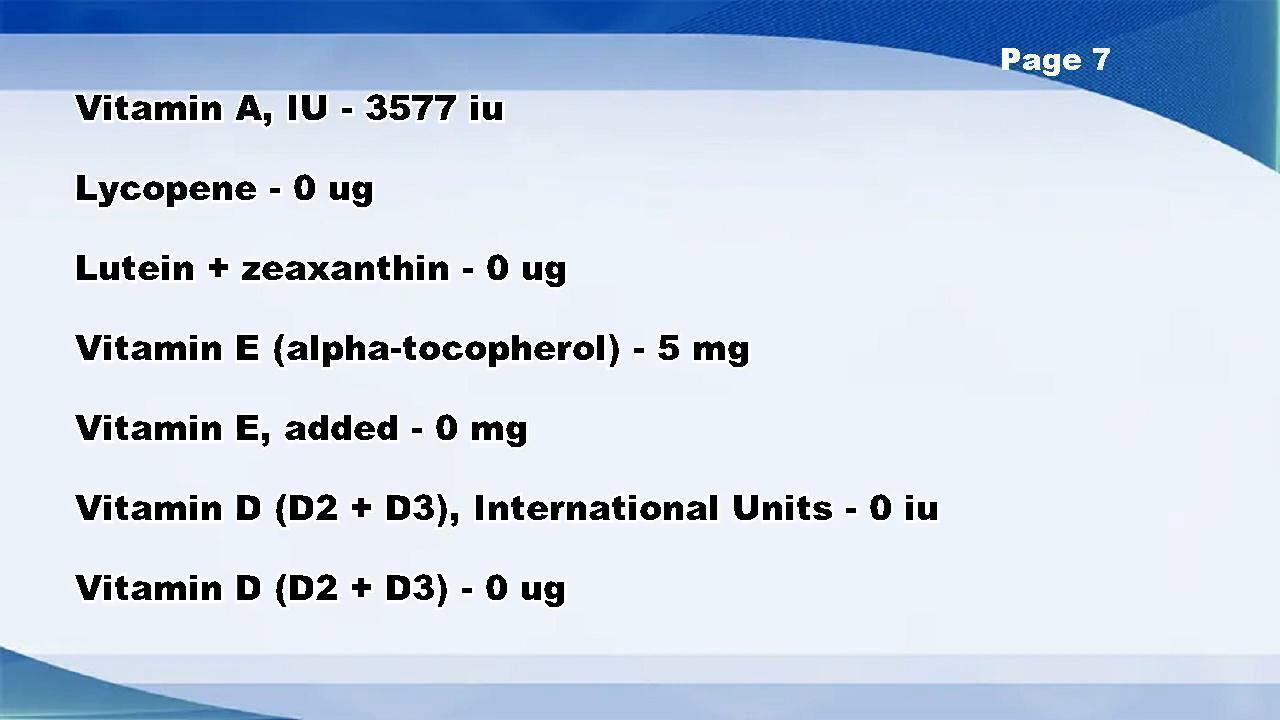 Page 7
Vitamin A, IU - 3577 iu
Lycopene - 0 ug
Lutein + zeaxanthin - 0 ug
Vitamin E (alpha-tocopherol) - 5 mg
Vitamin E, added - 0 mg
Vitamin D (D2 + D3), International Units - 0 iu
Vitamin D (D2 + D3) - 0 ug